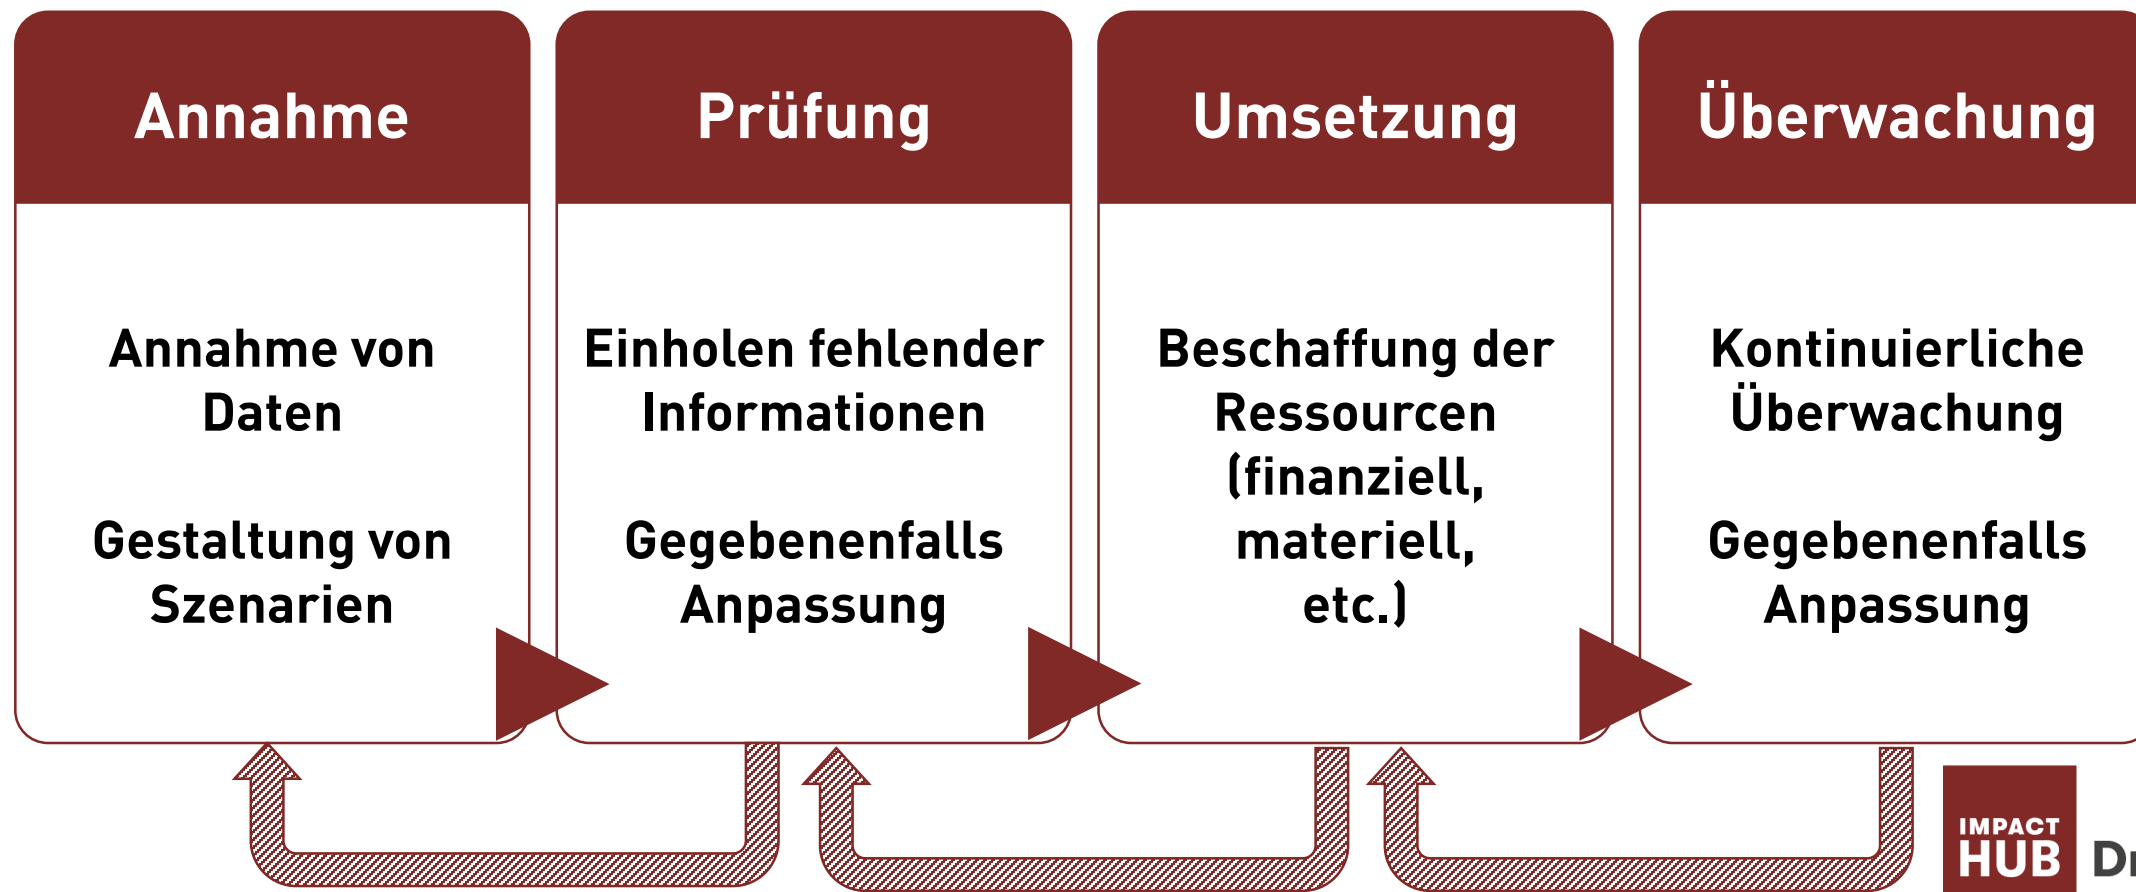 Annahme
Annahme von
Daten
Gestaltung von
Szenarien
Prüfung
Einholen fehlender
Informationen
Gegebenenfalls
Anpassung
Umsetzung
Beschaffung der
Ressourcen
(finanziell,
materiell,
etc.)
Überwachung
Kontinuierliche
Überwachung
Gegebenenfalls
Anpassung
IMPACT
HUB